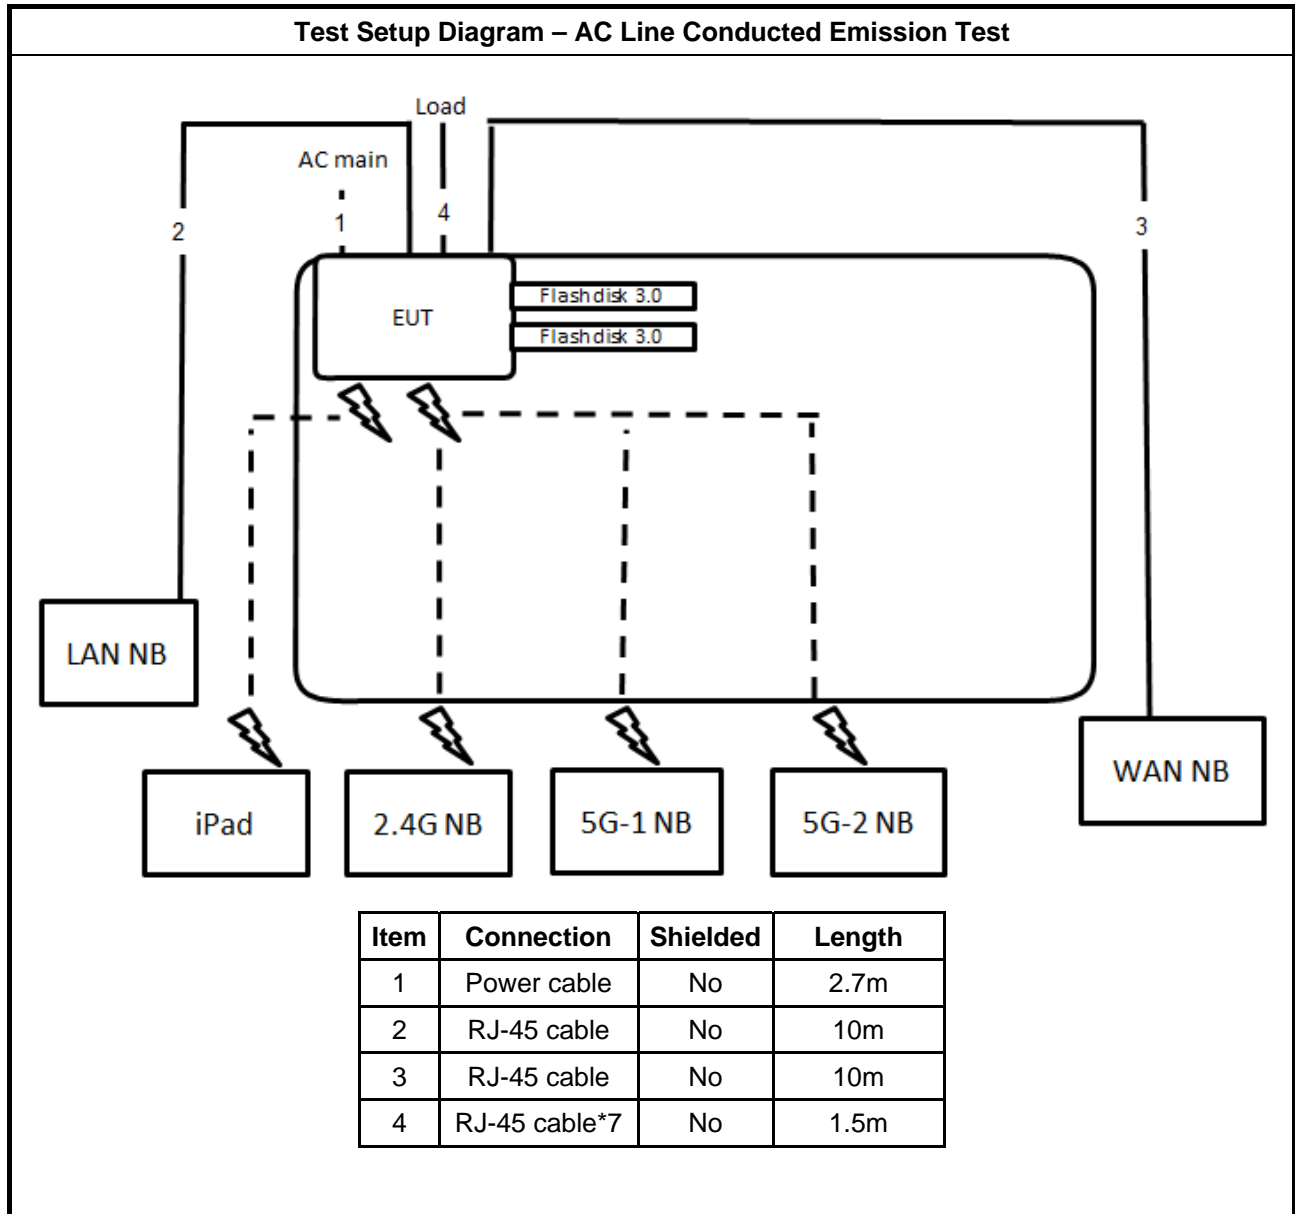 Test Setup Diagram – AC Line Conducted Emission Test
Load
AC main
2
1
4
3
EUT
Flashdisk 3.0
Flashdisk 3.0
LAN NB
WAN NB
iPad
2.4G NB
5G-1 NB
5G-2 NB
Item Connection Shielded Length
1 Power cable No 2.7m
2 RJ-45 cable No 10m
3 RJ-45 cable No 10m
4 RJ-45 cable*7 No 1.5m